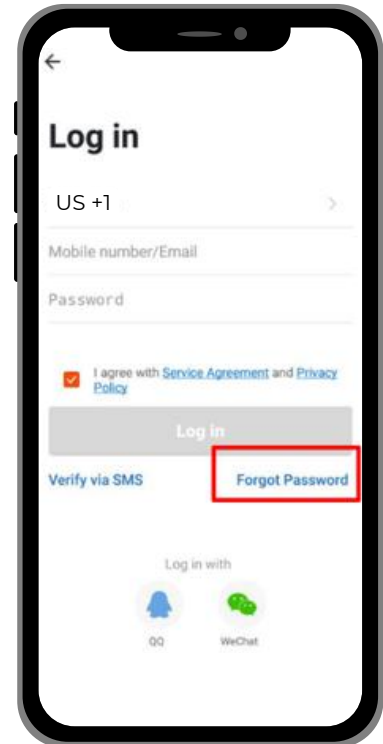 Log in
US +1
Mobile number/Email
Password
I agree with Service Agreement and Privacy
Policy
Log in
Verify via SMS
Forgot Password
Log in with
QQ
WeChat